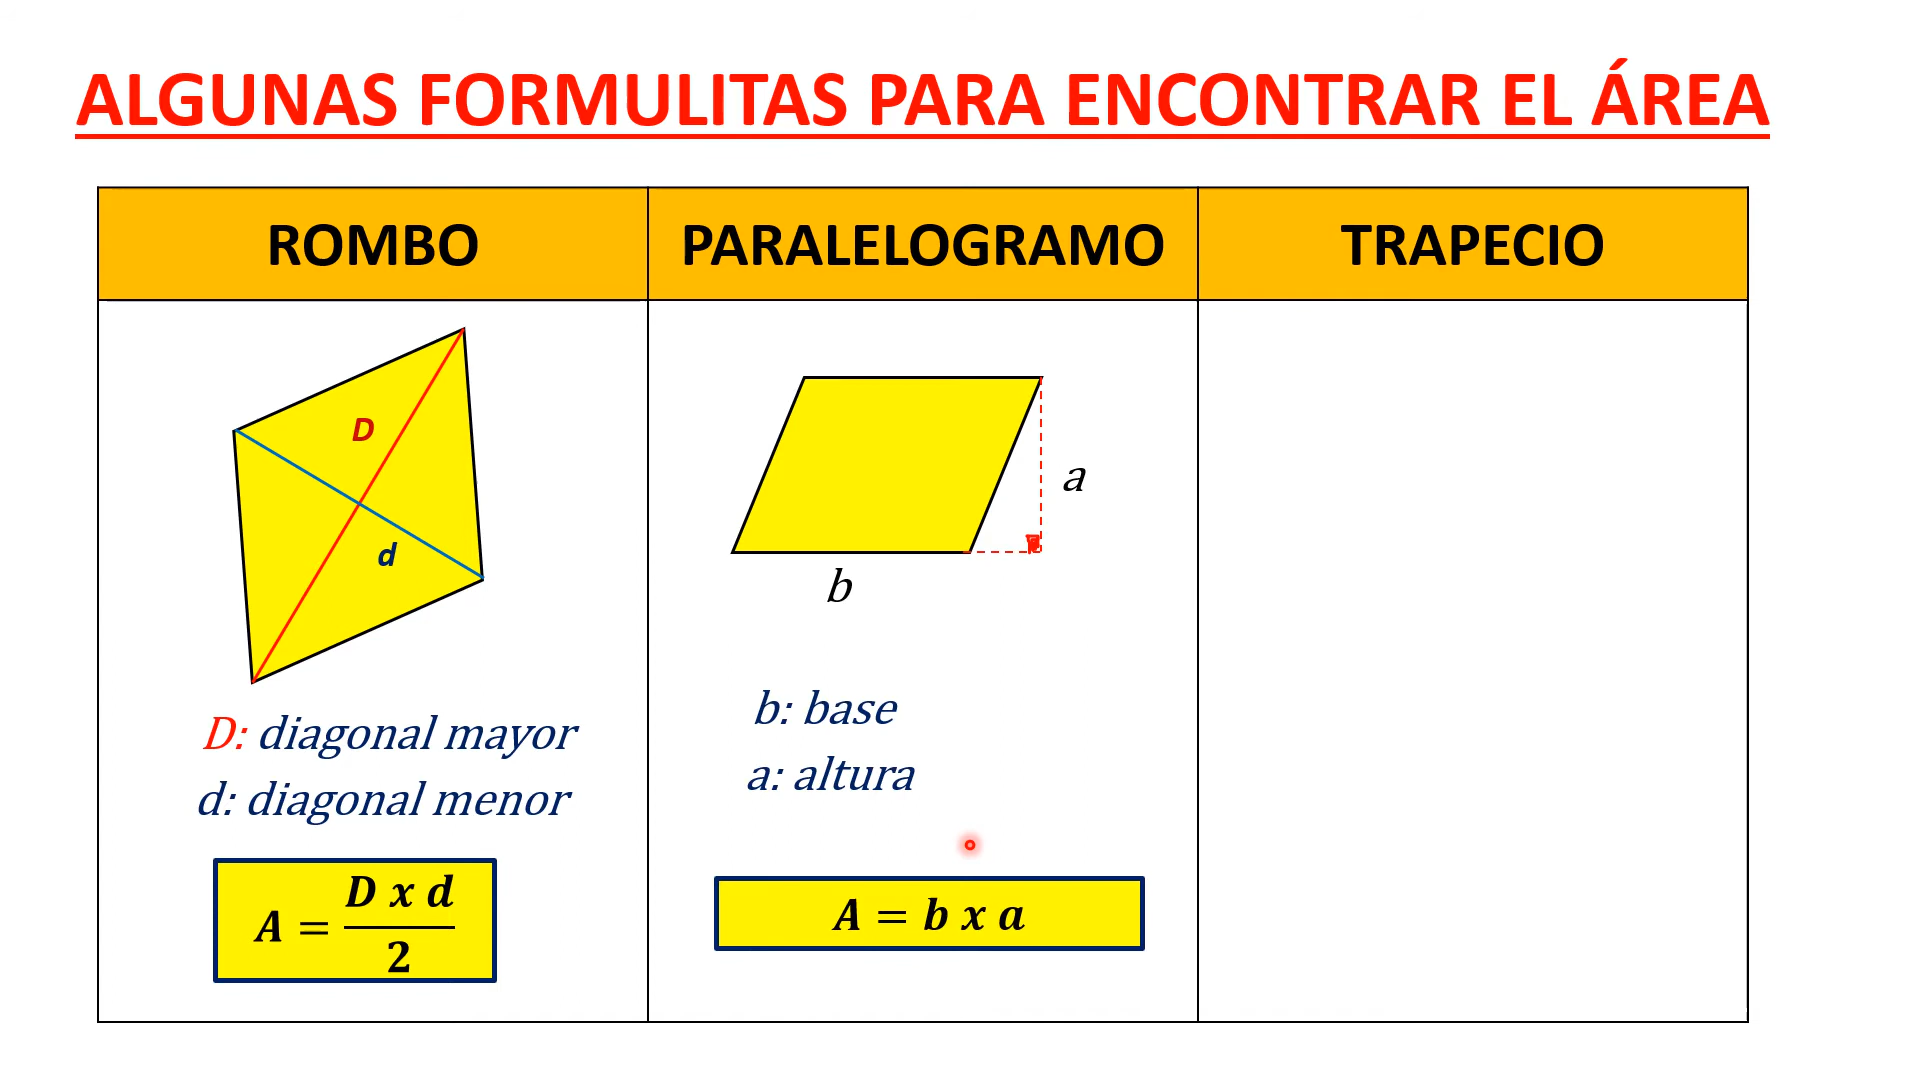 ALGUNAS FORMULITAS PARA ENCONTRAR EL ÁREA
ROMBO
PARALELOGRAMO
TRAPECIO
D
d
D: diagonal mayor
d: diagonal menor
A = D x d / 2
a
b
b: base
a: altura
A = b x a